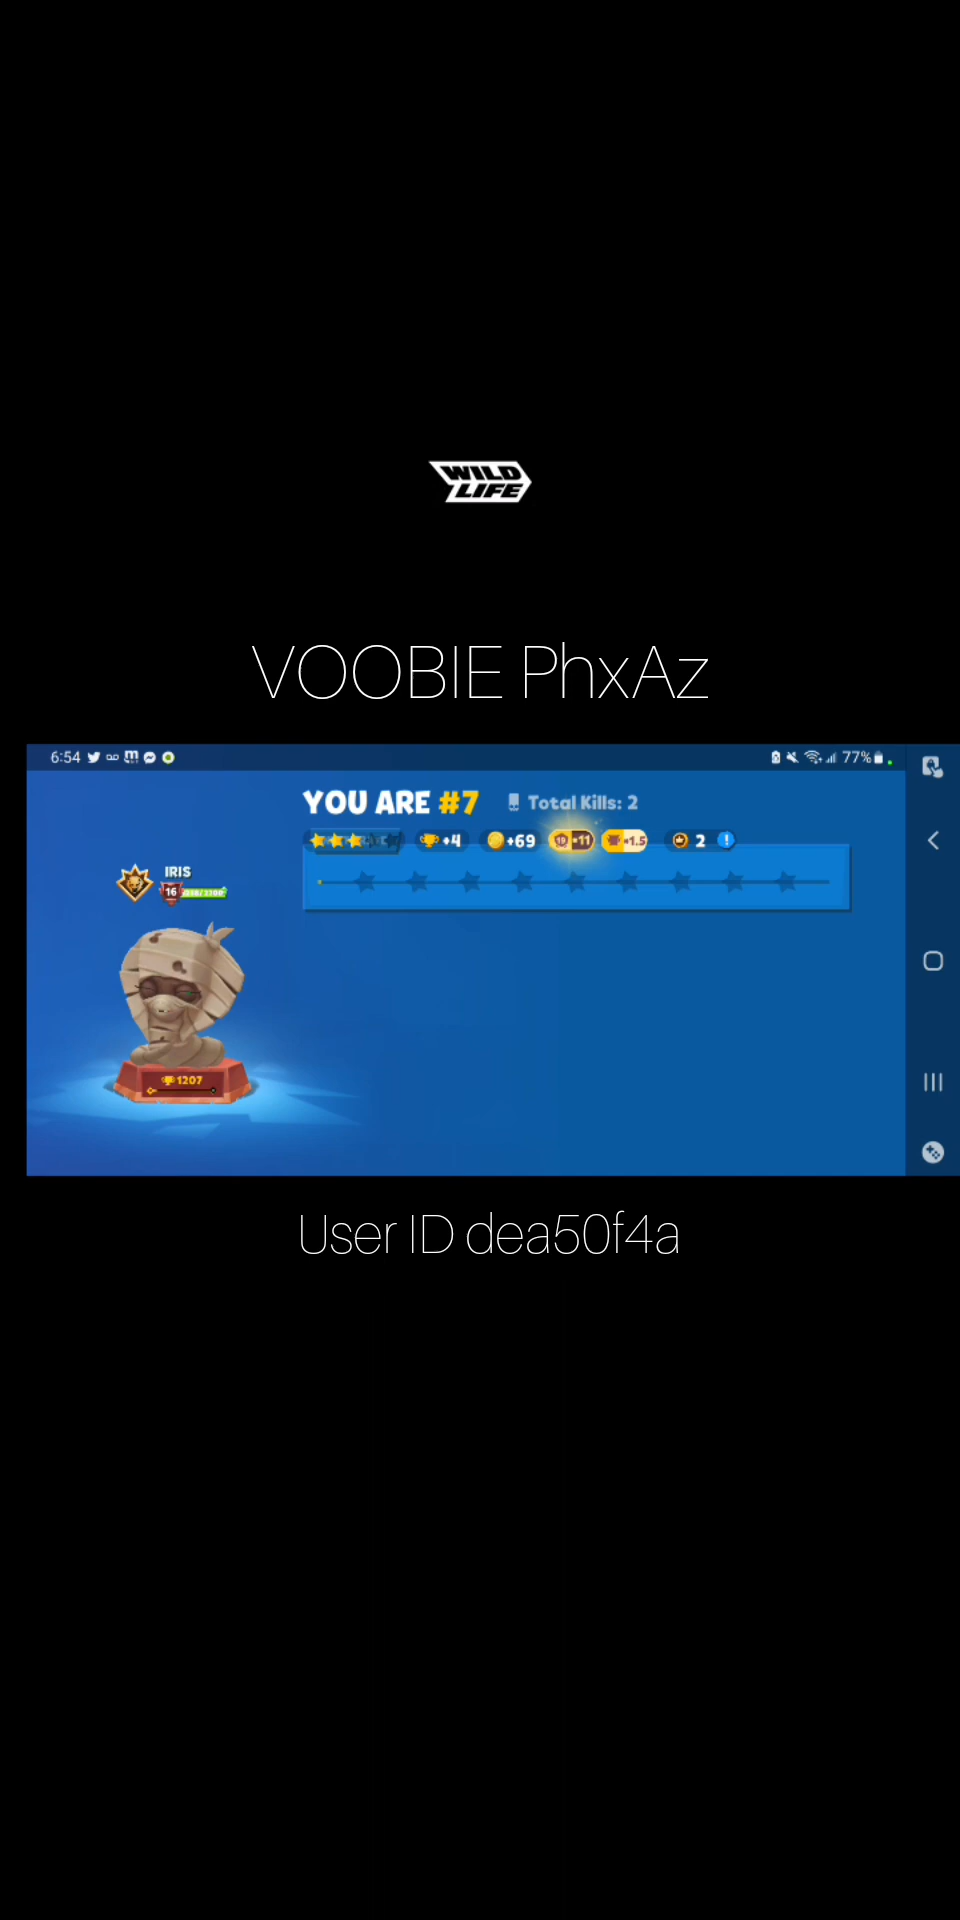 WILD
LIFE
VOOBIE PhxAz
6:54
77%
YOU ARE #7
Total Kills: 2
+4
+69
+11
2
IRIS
16
1207
User ID dea50f4a